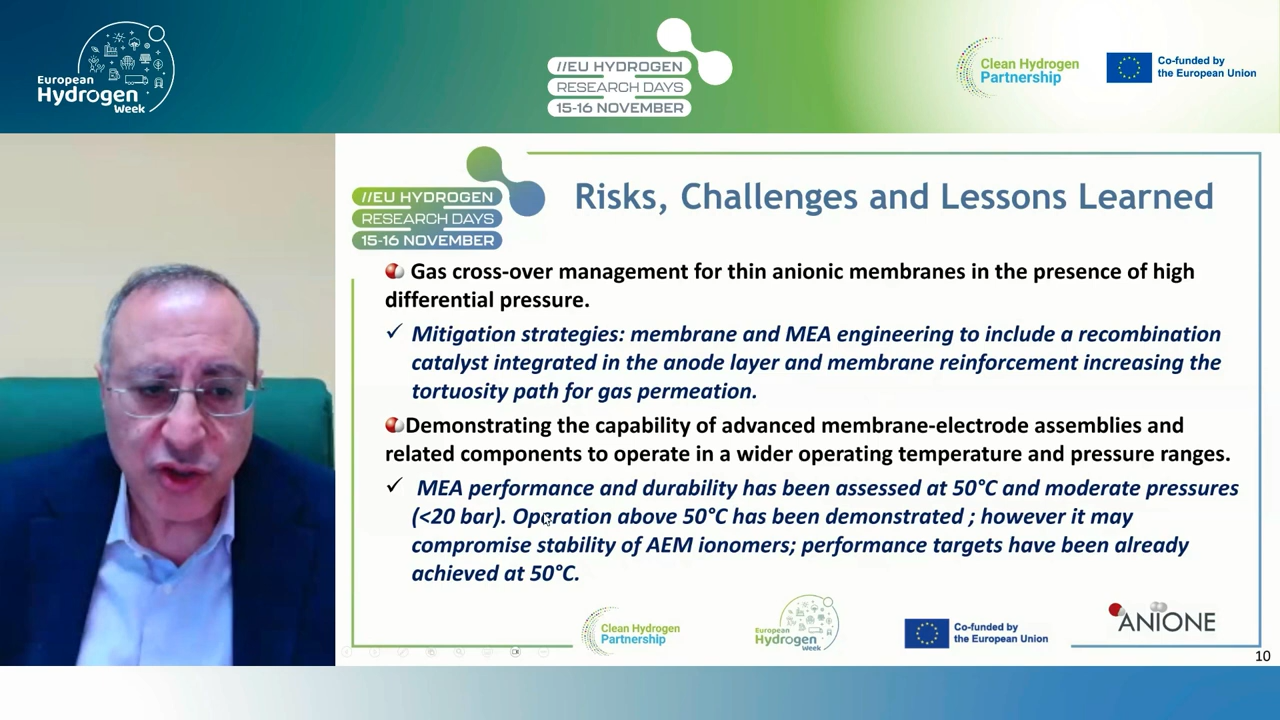 European
Hydrogen
Week
//EU HYDROGEN
RESEARCH DAYS
15-16 NOVEMBER
Clean Hydrogen
Partnership
Co-funded by
the European Union
//EU HYDROGEN
RESEARCH DAYS
15-16 NOVEMBER
Risks, Challenges and Lessons Learned
Gas cross-over management for thin anionic membranes in the presence of high
differential pressure.
✓ Mitigation strategies: membrane and MEA engineering to include a recombination
catalyst integrated in the anode layer and membrane reinforcement increasing the
tortuosity path for gas permeation.
Demonstrating the capability of advanced membrane-electrode assemblies and
related components to operate in a wider operating temperature and pressure ranges.
✓ MEA performance and durability has been assessed at 50°C and moderate pressures
(<20 bar). Operation above 50°C has been demonstrated ; however it may
compromise stability of AEM ionomers; performance targets have been already
achieved at 50°C.
Clean Hydrogen
Partnership
European
Hydrogen
Week
Co-funded by
the European Union
ANIONE
10